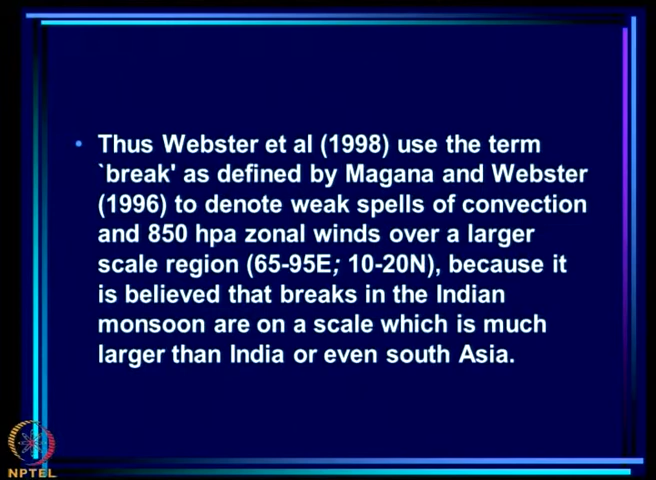 • Thus Webster et al (1998) use the term
`break' as defined by Magana and Webster
(1996) to denote weak spells of convection
and 850 hpa zonal winds over a larger
scale region (65-95E; 10-20N), because it
is believed that breaks in the Indian
monsoon are on a scale which is much
larger than India or even south Asia.
NPTEL